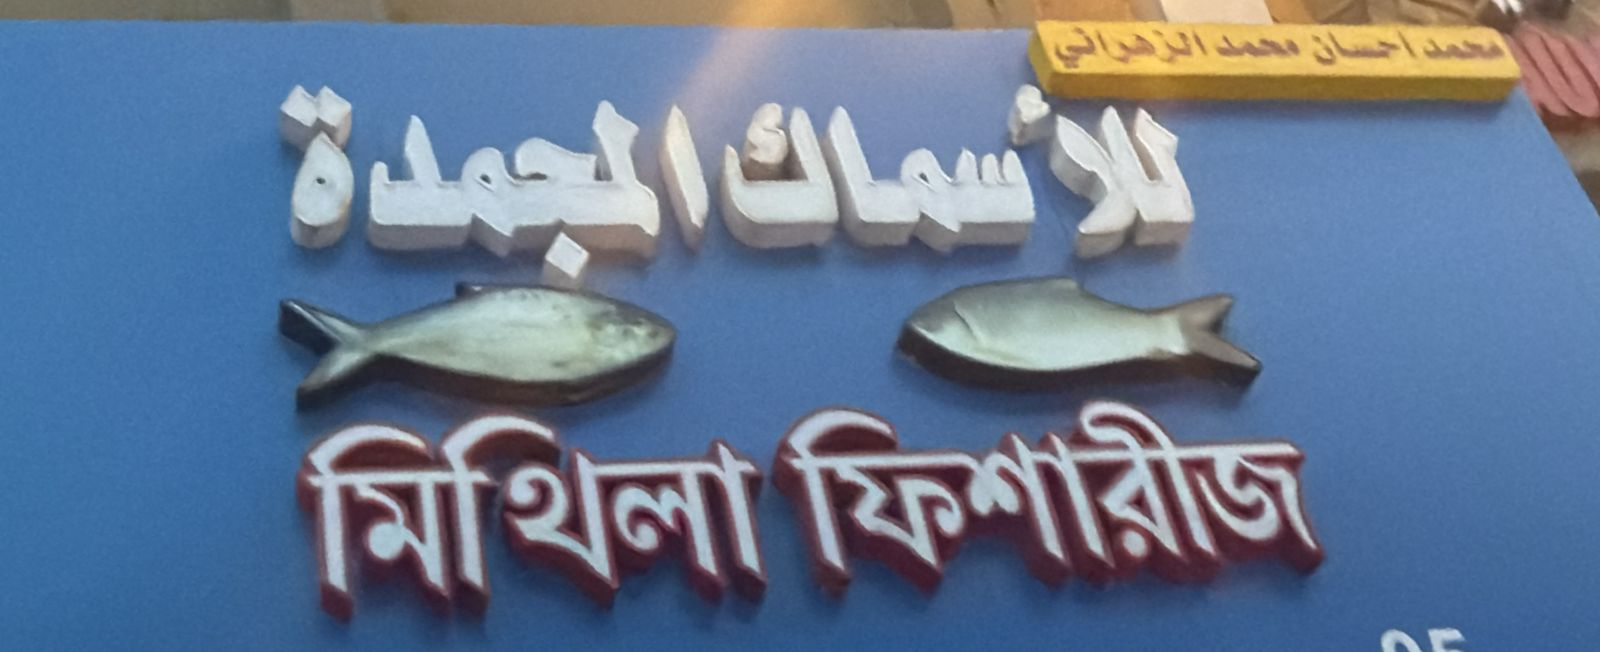 محمد احسان محمد الزهراني
للأسماك المجمدة
মিথিলা ফিশারীজ